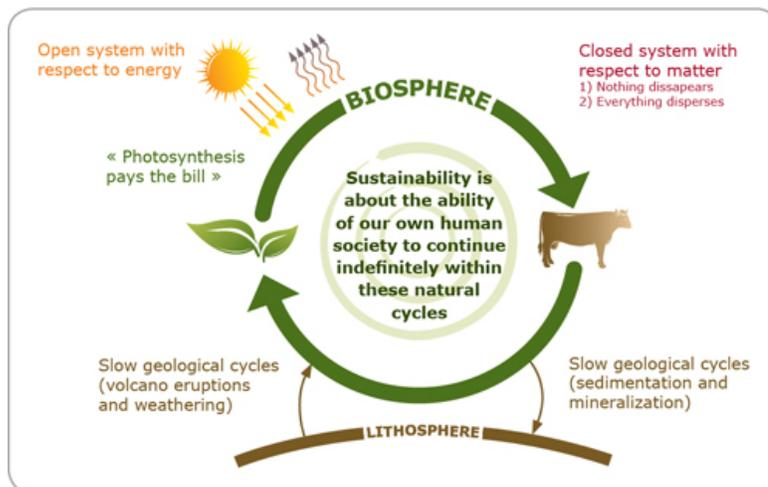 Open system with
respect to energy
Closed system with
respect to matter
1) Nothing dissapears
2) Everything disperses
BIOSPHERE
« Photosynthesis
pays the bill »
Sustainability is
about the ability
of our own human
society to continue
indefinitely within
these natural
cycles
Slow geological cycles
(volcano eruptions
and weathering)
Slow geological cycles
(sedimentation and
mineralization)
LITHOSPHERE